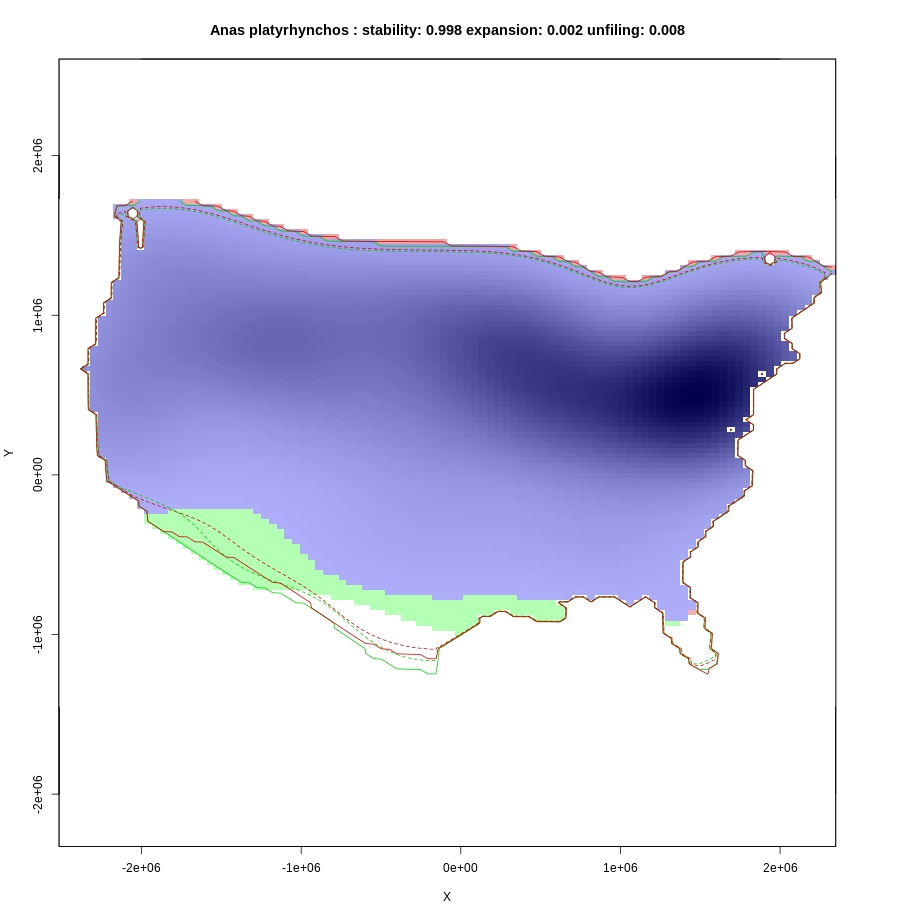 Anas platyrhynchos : stability: 0.998 expansion: 0.002 unfiling: 0.008
2e+06
1e+06
0e+00
-1e+06
-2e+06
Y
-2e+06 -1e+06 0e+00 1e+06 2e+06
X